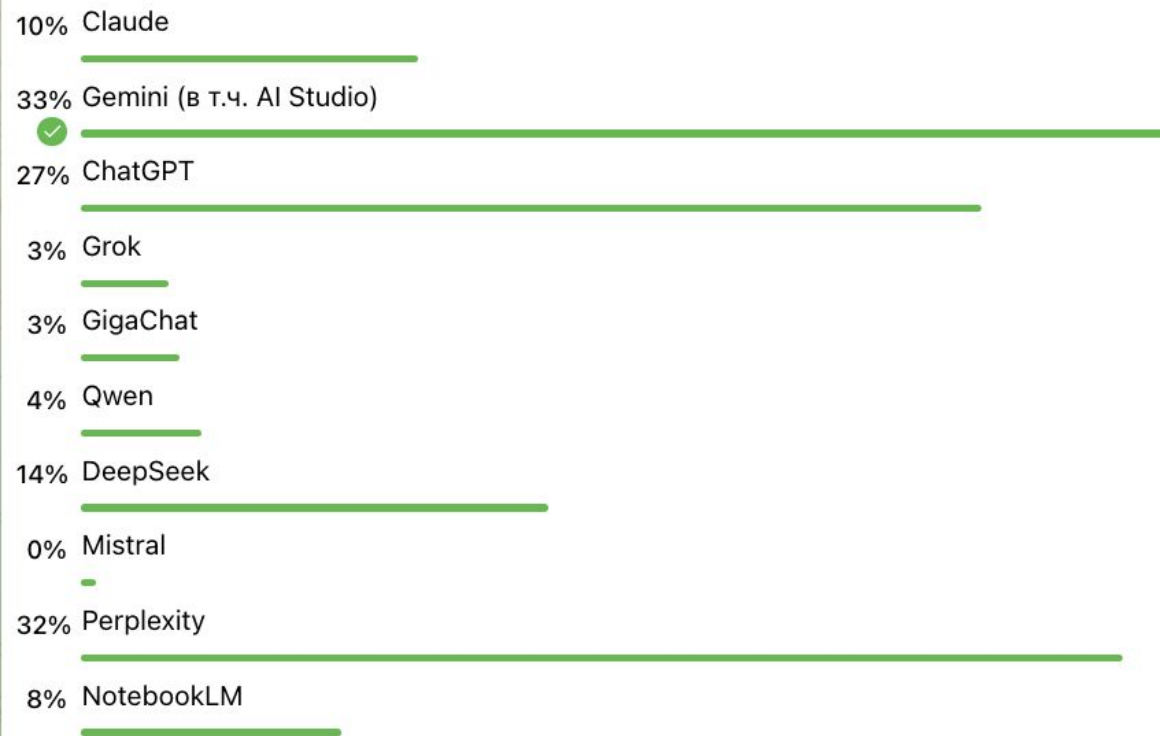 10% Claude
33% Gemini (в т.ч. AI Studio)
27% ChatGPT
3% Grok
3% GigaChat
4% Qwen
14% DeepSeek
0% Mistral
32% Perplexity
8% NotebookLM